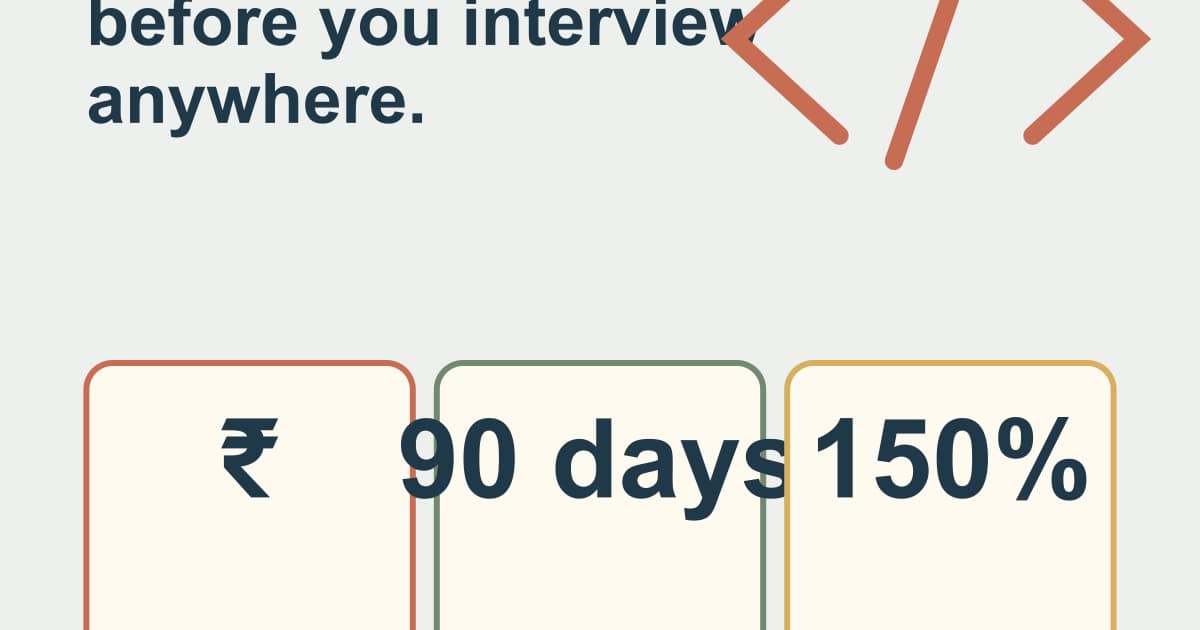 before you interview
anywhere.
₹
90 days
150%